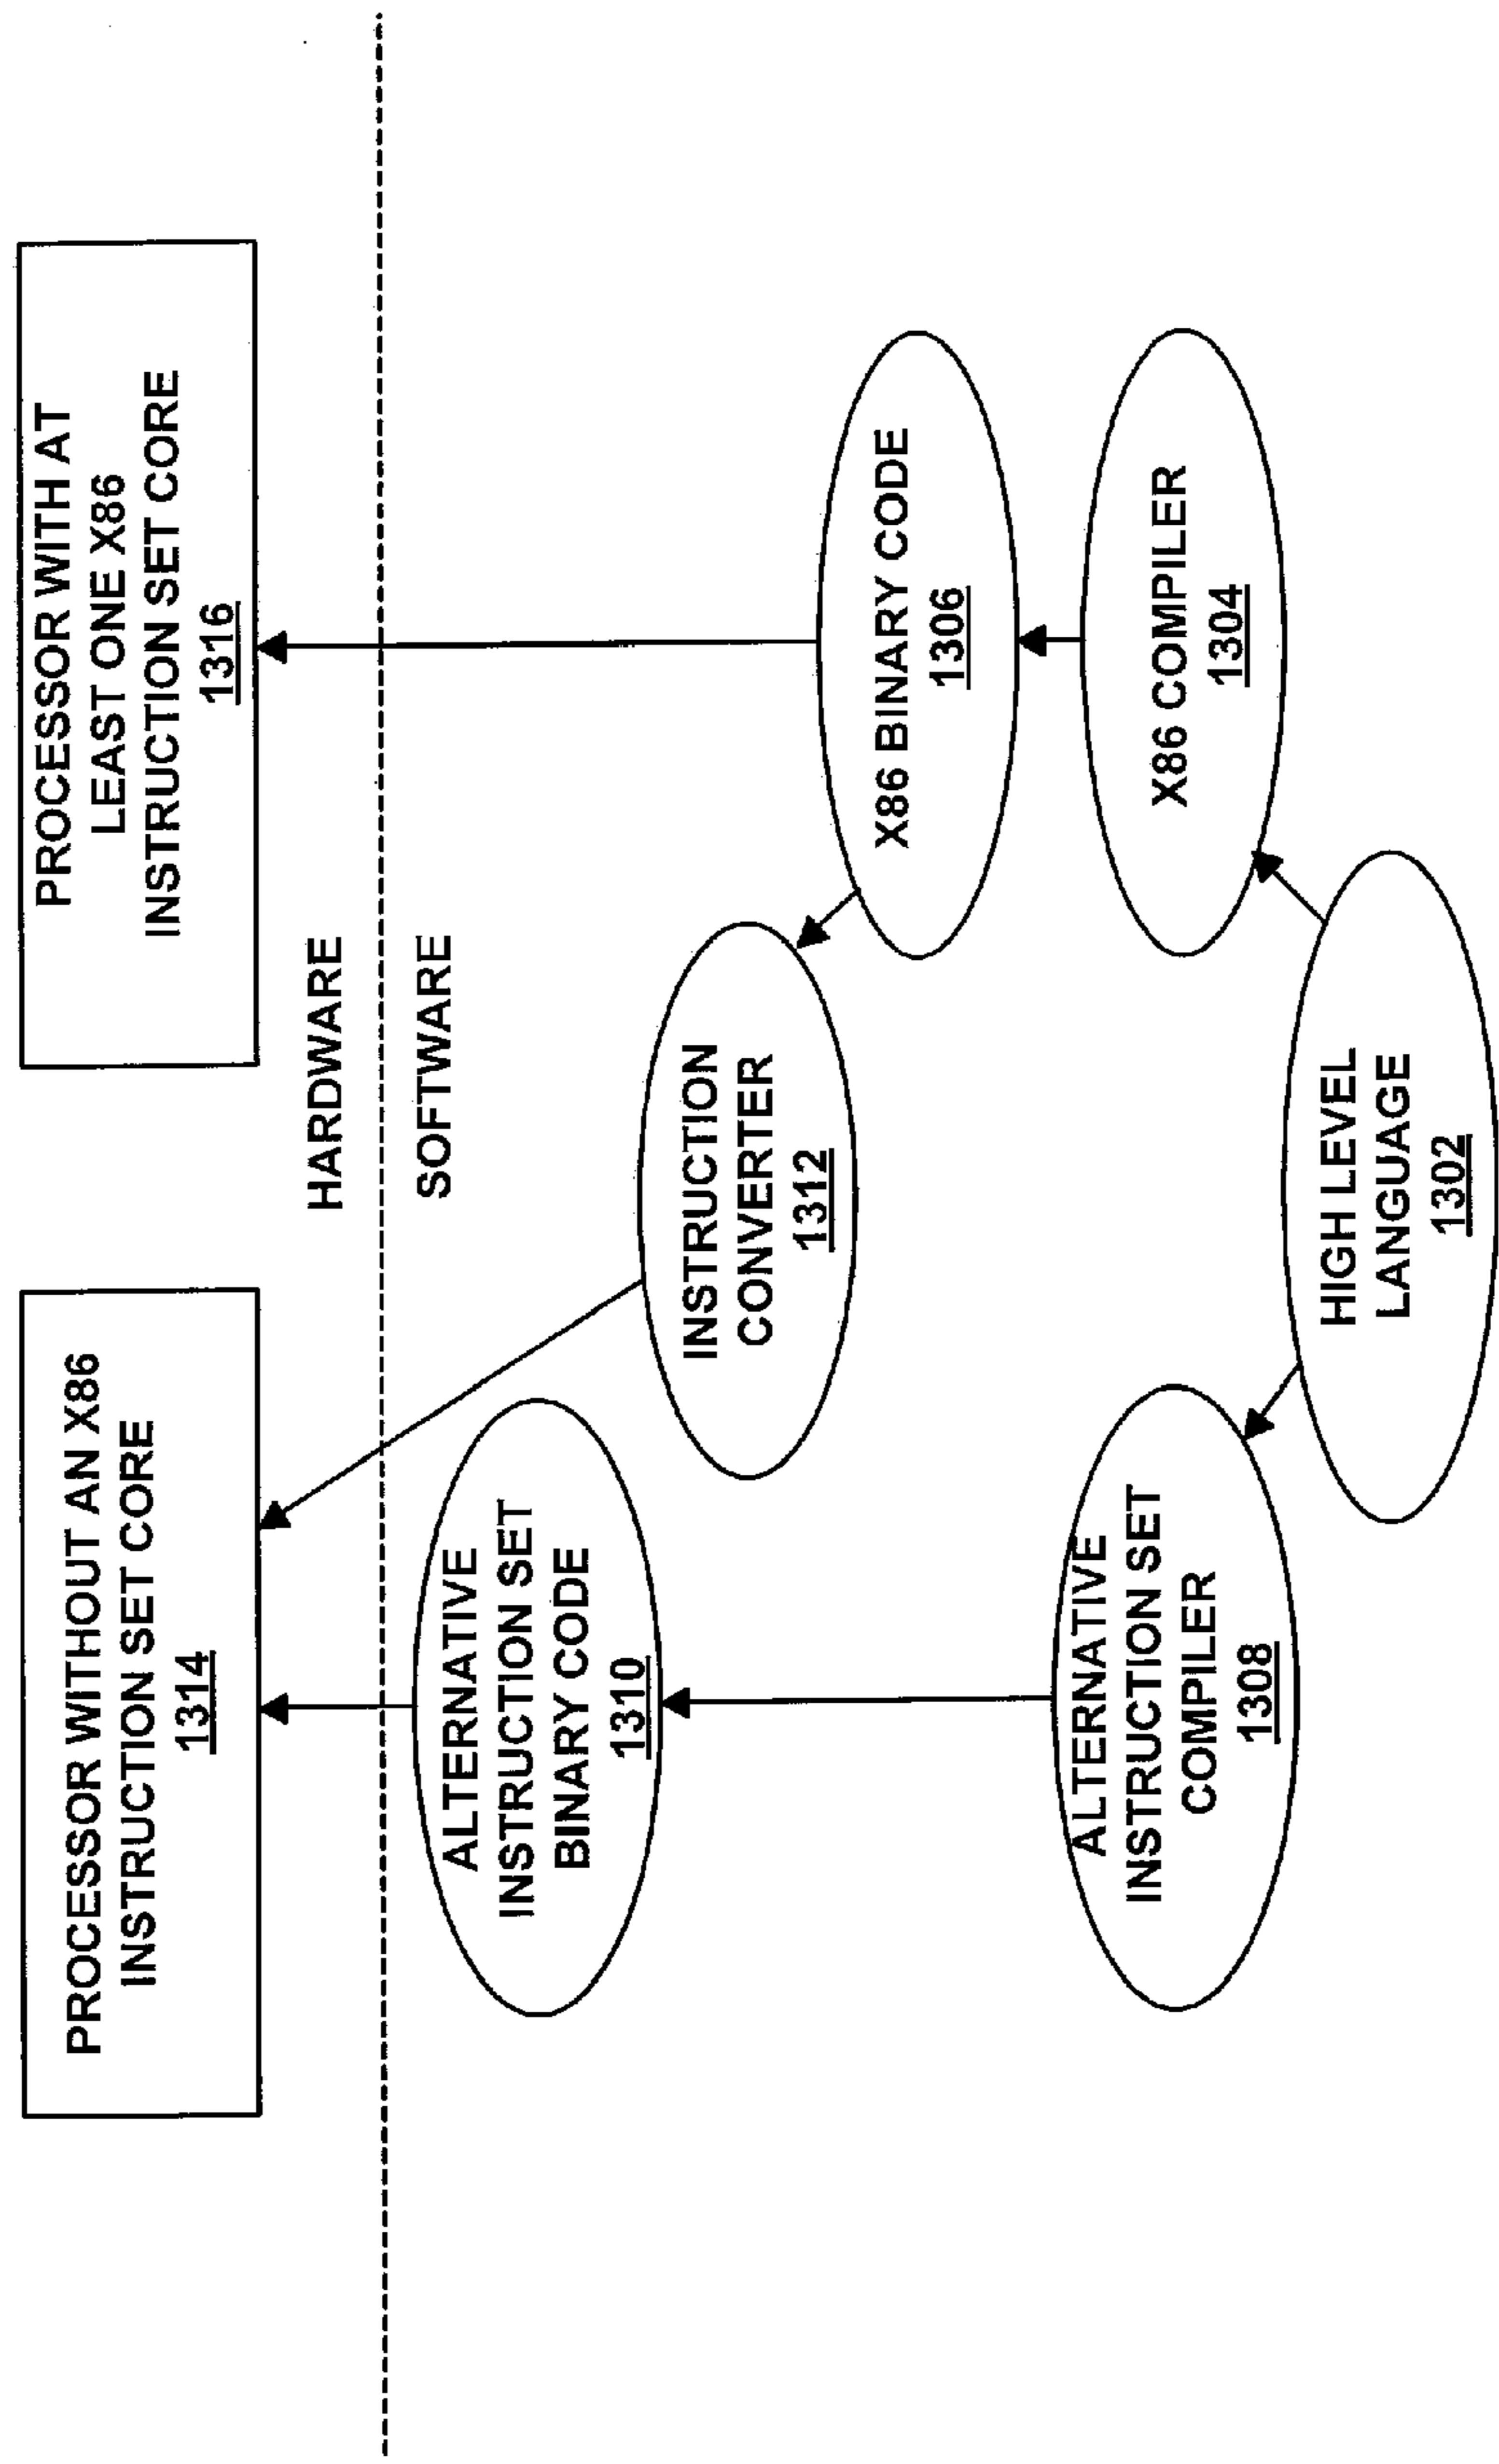 PROCESSOR WITHOUT AN X86
INSTRUCTION SET CORE
1314
PROCESSOR WITH AT
LEAST ONE X86
INSTRUCTION SET CORE
1316
HARDWARE
SOFTWARE
ALTERNATIVE
INSTRUCTION SET
BINARY CODE
1310
INSTRUCTION
CONVERTER
1312
X86 BINARY CODE
1306
ALTERNATIVE
INSTRUCTION SET
COMPILER
1308
X86 COMPILER
1304
HIGH LEVEL
LANGUAGE
1302